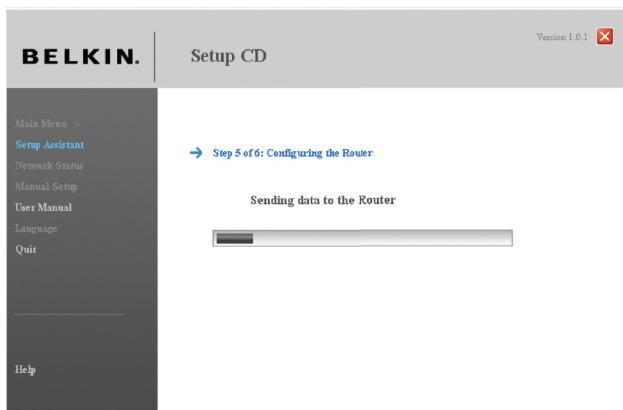 BELKIN.
Setup CD
Version 1.0.1
Main Menu >
Setup Assistant
Network Status
Manual Setup
User Manual
Language
Quit
Help
Step 5 of 6: Configuring the Router
Sending data to the Router